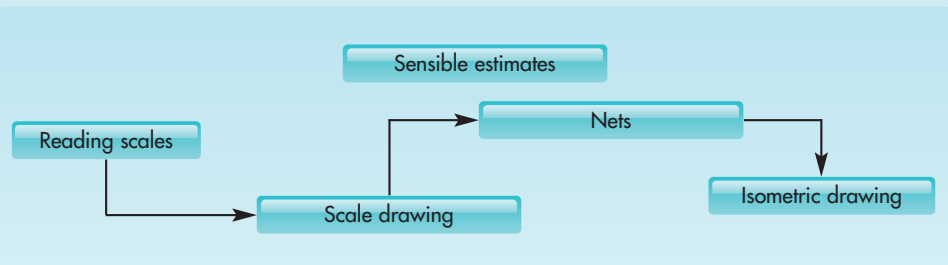 Sensible estimates
Nets
Reading scales
Isometric drawing
Scale drawing